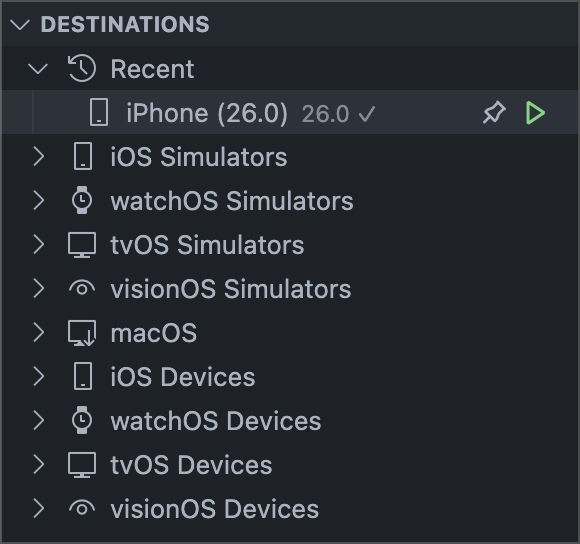 DESTINATIONS
Recent
iPhone (26.0) 26.0
iOS Simulators
watchOS Simulators
tvOS Simulators
visionOS Simulators
macOS
iOS Devices
watchOS Devices
tvOS Devices
visionOS Devices